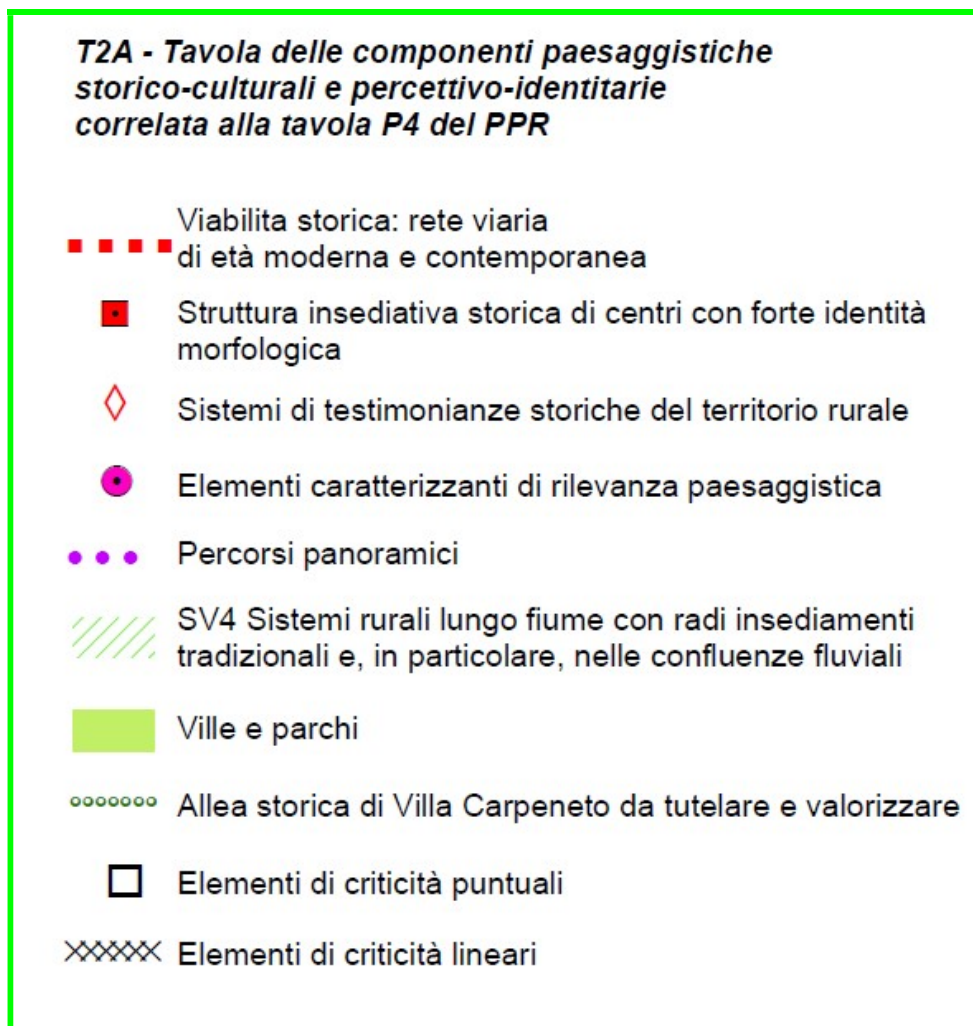 T2A - Tavola delle componenti paesaggistiche
storico-culturali e percettivo-identitarie
correlata alla tavola P4 del PPR
Viabilita storica: rete viaria
di età moderna e contemporanea
Struttura insediativa storica di centri con forte identità
morfologica
Sistemi di testimonianze storiche del territorio rurale
Elementi caratterizzanti di rilevanza paesaggistica
Percorsi panoramici
SV4 Sistemi rurali lungo fiume con radi insediamenti
tradizionali e, in particolare, nelle confluenze fluviali
Ville e parchi
Allea storica di Villa Carpeneto da tutelare e valorizzare
Elementi di criticità puntuali
Elementi di criticità lineari